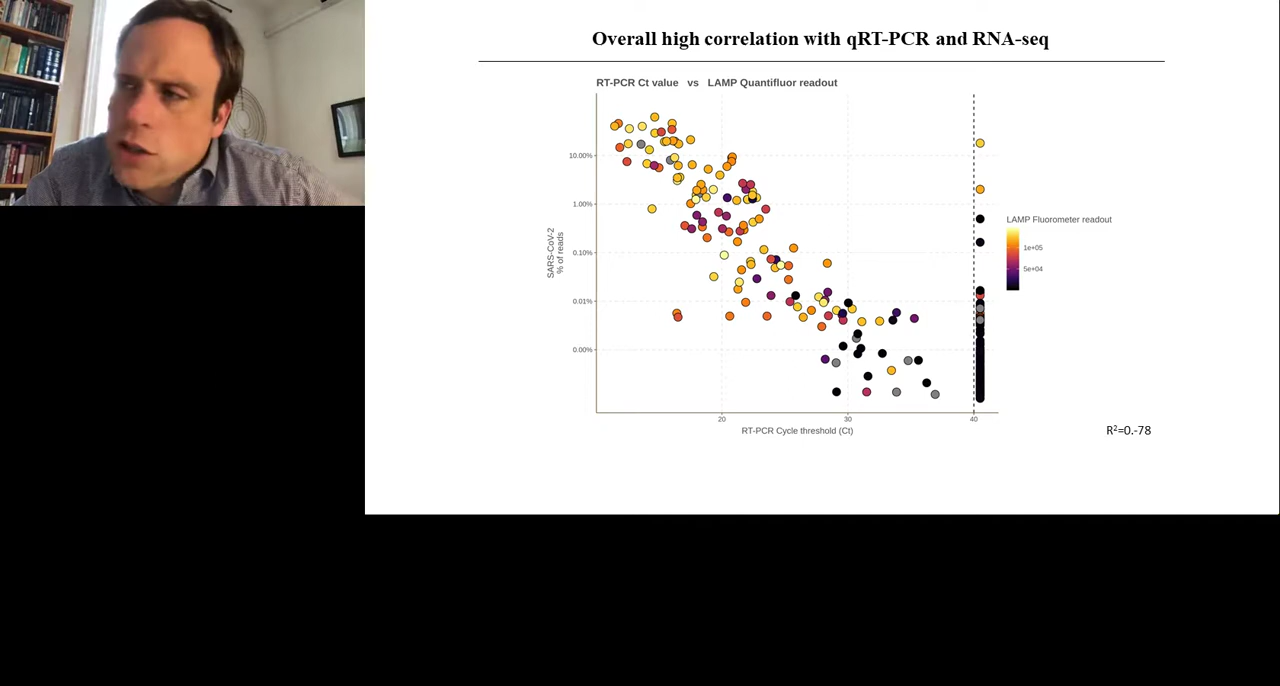 Overall high correlation with qRT-PCR and RNA-seq
RT-PCR Ct value vs LAMP Quantifluor readout
10.00%
1.00%
0.10%
0.01%
0.00%
SARS-CoV-2
% of reads
20
30
40
RT-PCR Cycle threshold (Ct)
LAMP Fluorometer readout
1e+05
5e+04
R²=0.-78